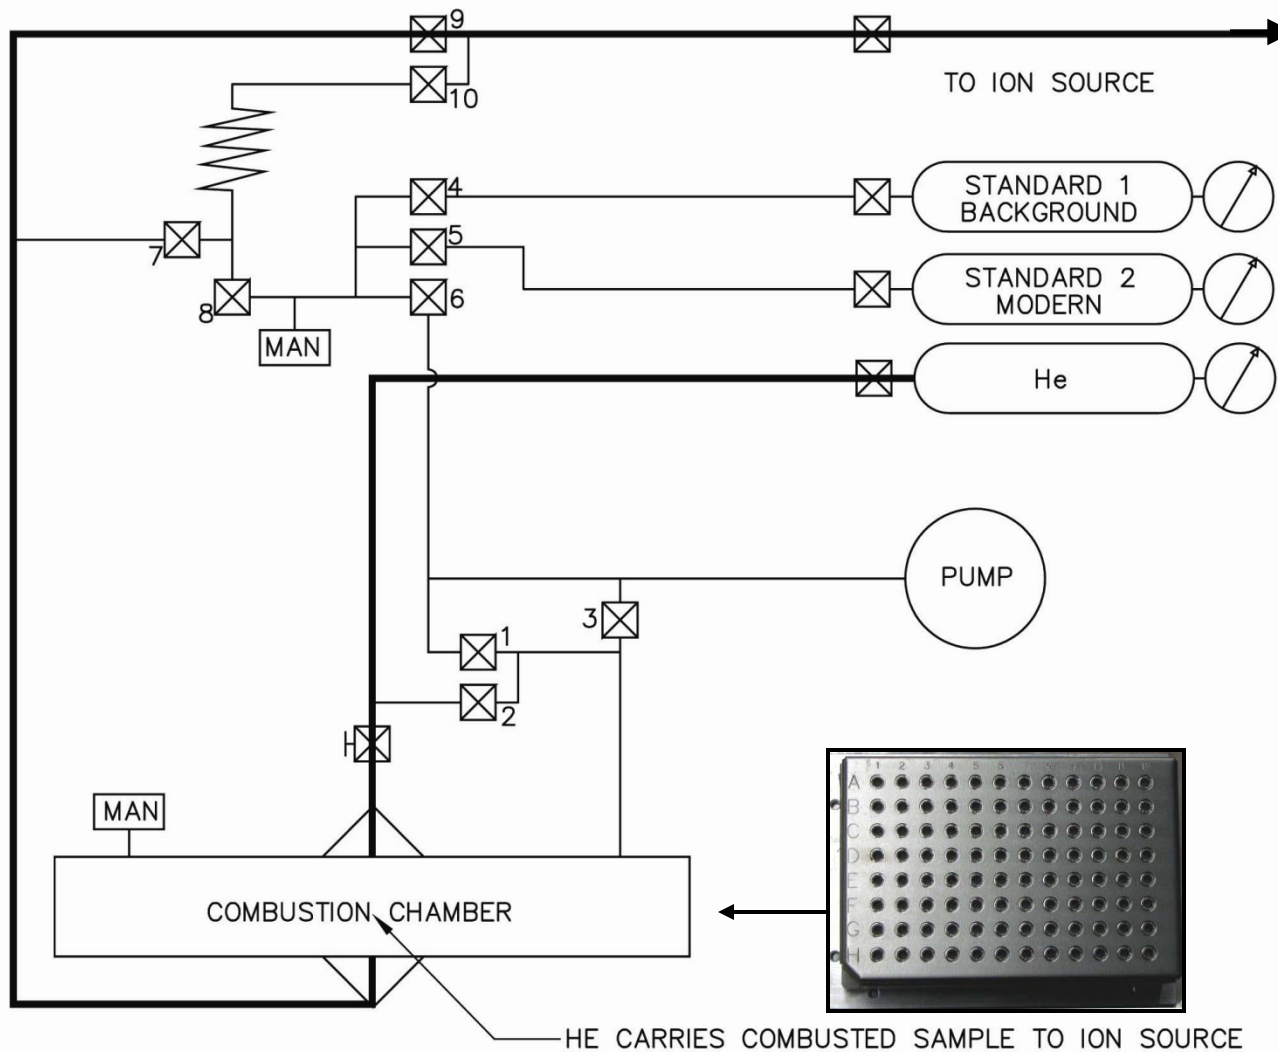 9
TO ION SOURCE
10
4
STANDARD 1
BACKGROUND
5
STANDARD 2
MODERN
7
8
6
MAN
He
PUMP
3
1
2
MAN
COMBUSTION CHAMBER
1 2 3 4 5 6
A
B
C
D
E
F
G
H
HE CARRIES COMBUSTED SAMPLE TO ION SOURCE